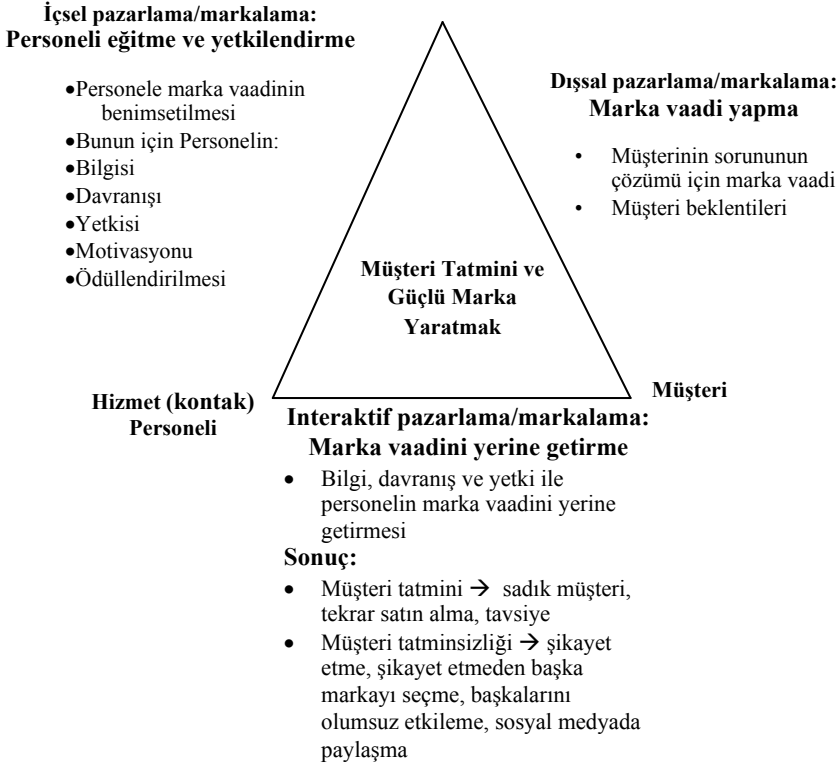 İçsel pazarlama/markalama:
Personeli eğitme ve yetkilendirme
•Personele marka vaadinin
benimsetilmesi
•Bunun için Personelin:
•Bilgisi
•Davranışı
•Yetkisi
•Motivasyonu
•Ödüllendirilmesi
Dışsal pazarlama/markalama:
Marka vaadi yapma
• Müşterinin sorununun
çözümü için marka vaadi
• Müşteri beklentileri
Müşteri Tatmini ve
Güçlü Marka
Yaratmak
Hizmet (kontak)
Personeli
Müşteri
Interaktif pazarlama/markalama:
Marka vaadini yerine getirme
• Bilgi, davranış ve yetki ile
personelin marka vaadini yerine
getirmesi
Sonuç:
• Müşteri tatmini → sadık müşteri,
tekrar satın alma, tavsiye
• Müşteri tatminsizliği → şikayet
etme, şikayet etmeden başka
markayı seçme, başkalarını
olumsuz etkileme, sosyal medyada
paylaşma